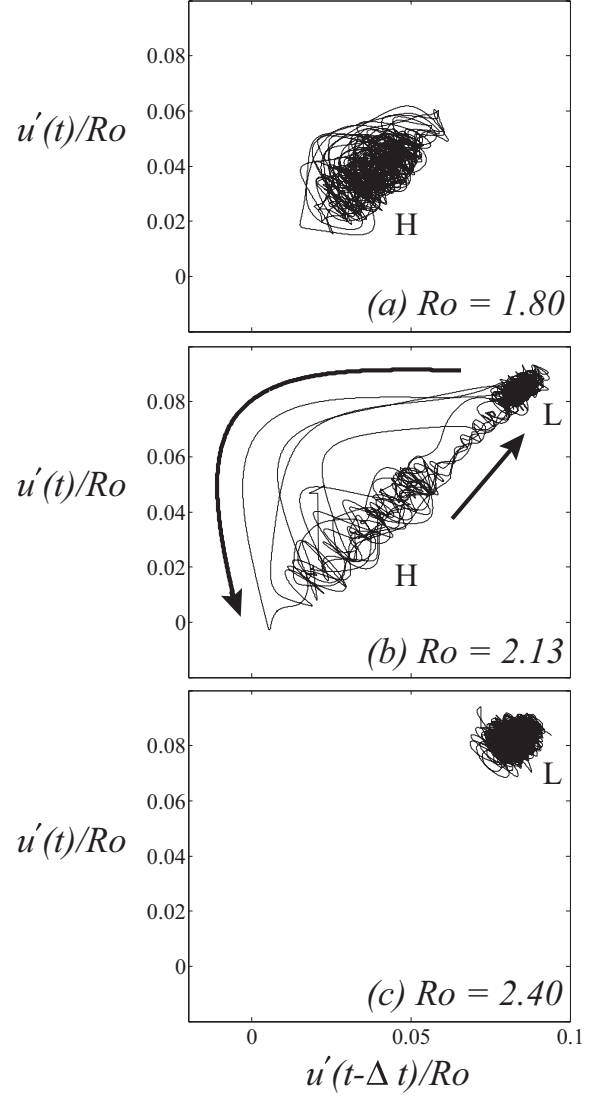 0.08
0.06
u′(t)/Ro
0.04
0.02
H
0
(a) Ro = 1.80
0.08
L
0.06
u′(t)/Ro
0.04
0.02
H
0
(b) Ro = 2.13
0.08
L
0.06
u′(t)/Ro
0.04
0.02
0
(c) Ro = 2.40
0 0.05 0.1
u′(t-Δ t)/Ro